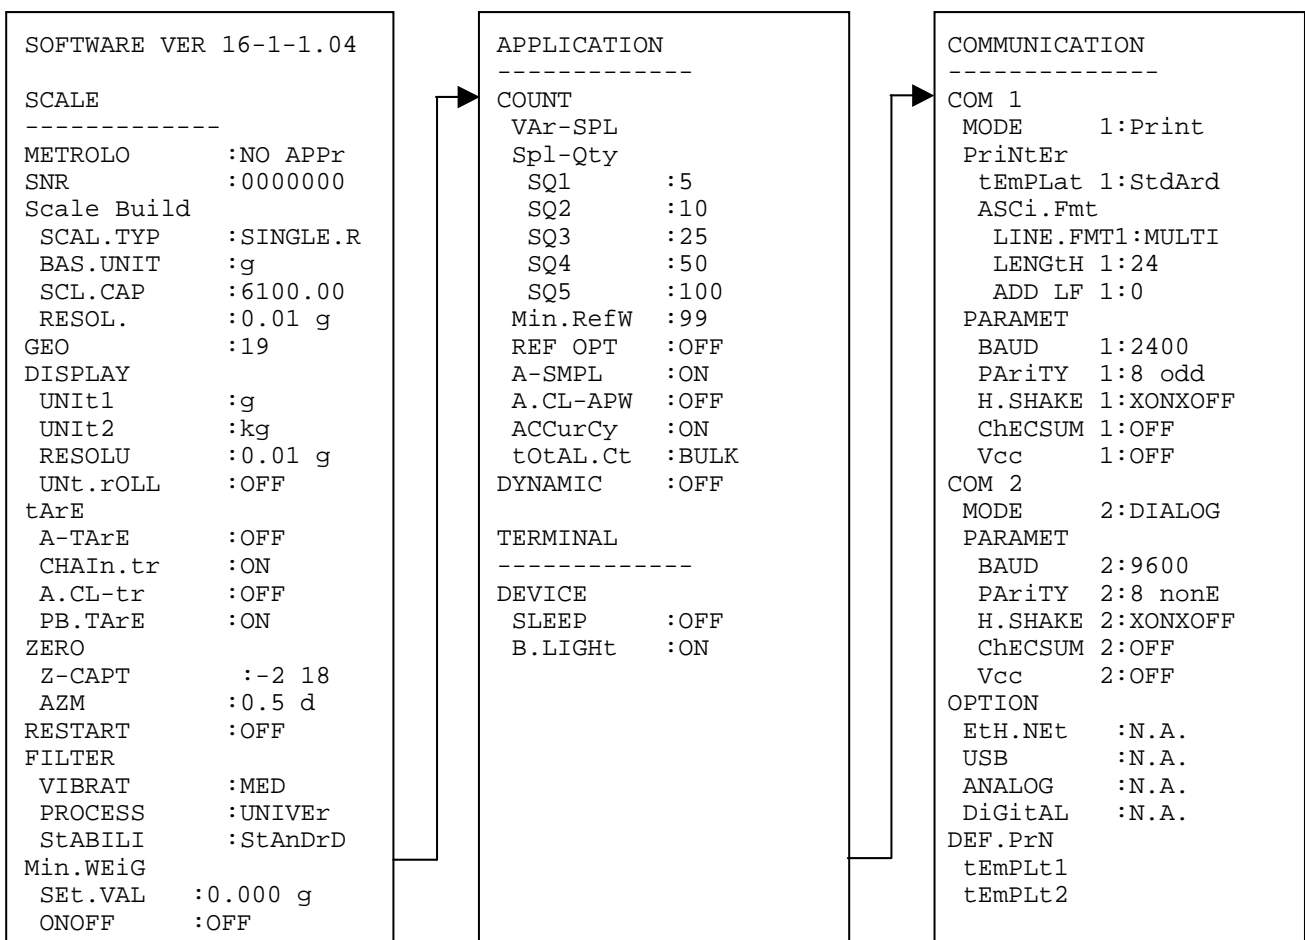 SOFTWARE VER 16-1-1.04
SCALE
-------------
METROLO :NO APPr
SNR :0000000
Scale Build
SCAL.TYP :SINGLE.R
BAS.UNIT :g
SCL.CAP :6100.00
RESOL. :0.01 g
GEO :19
DISPLAY
UNIt1 :g
UNIt2 :kg
RESOLU :0.01 g
UNt.rOLL :OFF
tArE
A-TArE :OFF
CHAIn.tr :ON
A.CL-tr :OFF
PB.TArE :ON
ZERO
Z-CAPT :-2 18
AZM :0.5 d
RESTART :OFF
FILTER
VIBRAT :MED
PROCESS :UNIVEr
StABILI :StAnDrD
Min.WEiG
SEt.VAL :0.000 g
ONOFF :OFF
APPLICATION
-------------
COUNT
VAr-SPL
Spl-Qty
SQ1 :5
SQ2 :10
SQ3 :25
SQ4 :50
SQ5 :100
Min.RefW :99
REF OPT :OFF
A-SMPL :ON
A.CL-APW :OFF
ACCurCy :ON
tOtAL.Ct :BULK
DYNAMIC :OFF
TERMINAL
-------------
DEVICE
SLEEP :OFF
B.LIGHt :ON
COMMUNICATION
--------------
COM 1
MODE 1:Print
PriNtEr
tEmPLat 1:StdArd
ASCi.Fmt
LINE.FMT1:MULTI
LENGtH 1:24
ADD LF 1:0
PARAMET
BAUD 1:2400
PAriTY 1:8 odd
H.SHAKE 1:XONXOFF
ChECSUM 1:OFF
Vcc 1:OFF
COM 2
MODE 2:DIALOG
PARAMET
BAUD 2:9600
PAriTY 2:8 nonE
H.SHAKE 2:XONXOFF
ChECSUM 2:OFF
Vcc 2:OFF
OPTION
EtH.NEt :N.A.
USB :N.A.
ANALOG :N.A.
DiGitAL :N.A.
DEF.PrN
tEmPLt1
tEmPLt2